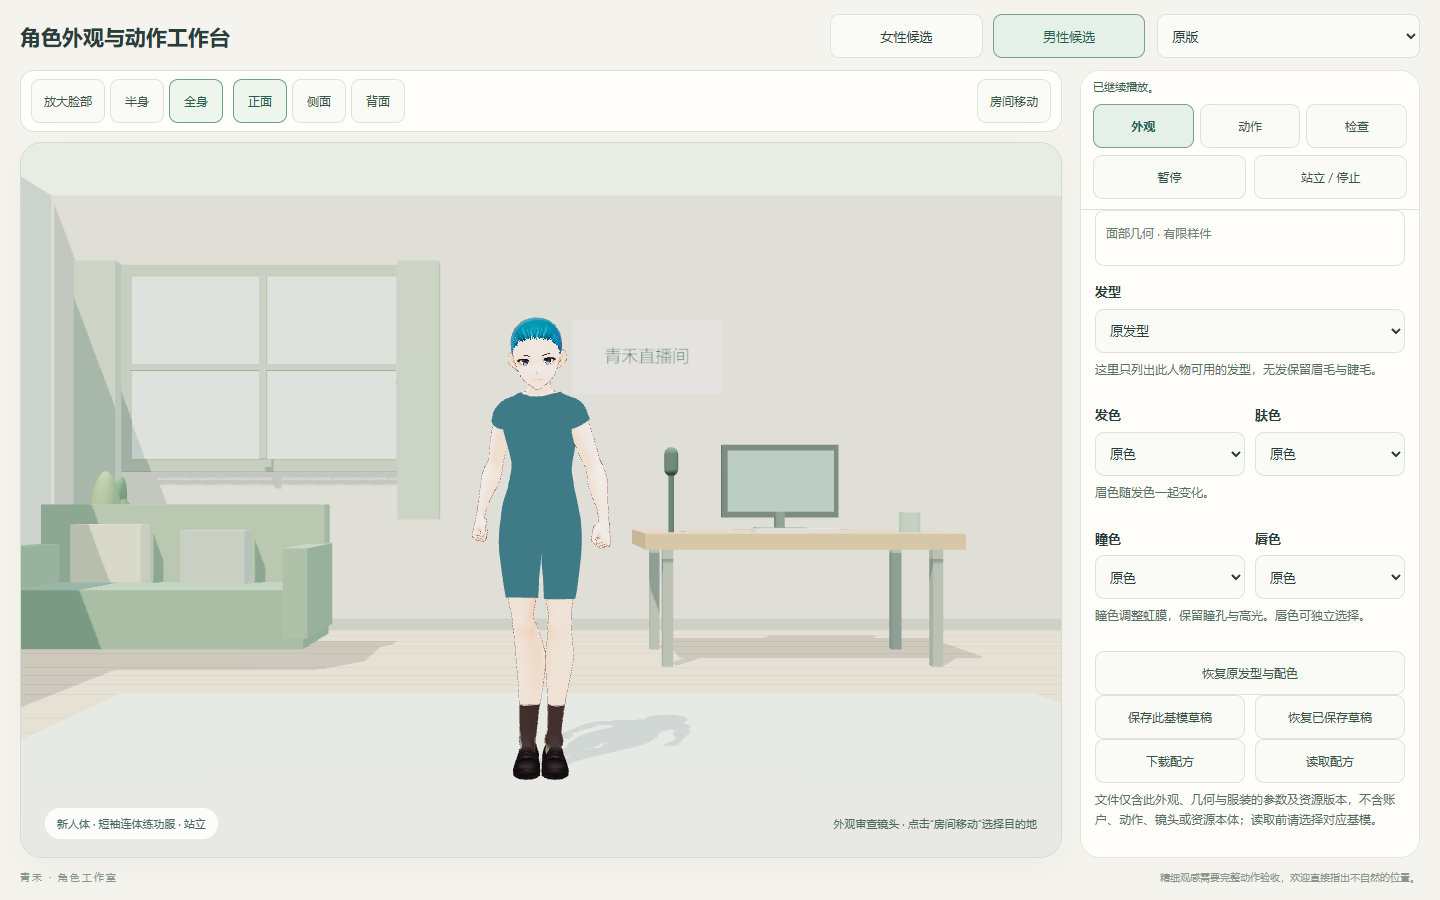 角色外观与动作工作台
女性候选
男性候选
原版
放大脸部
半身
全身
正面
侧面
背面
房间移动
青禾直播间
新人体 · 短袖连体练功服 · 站立
外观审查镜头 · 点击“房间移动”选择目的地
已继续播放。
外观
动作
检查
暂停
站立 / 停止
面部几何 · 有限样件
发型
原发型
这里只列出此人物可用的发型，无发保留眉毛与睫毛。
发色
肤色
原色
原色
眉色随发色一起变化。
瞳色
唇色
原色
原色
瞳色调整虹膜，保留瞳孔与高光。唇色可独立选择。
恢复原发型与配色
保存此基模草稿
恢复已保存草稿
下载配方
读取配方
文件仅含此外观、几何与服装的参数及资源版本，不含账
户、动作、镜头或资源本体；读取前请选择对应基模。
青禾 · 角色工作室
精细观感需要完整动作验收，欢迎直接指出不自然的位置。